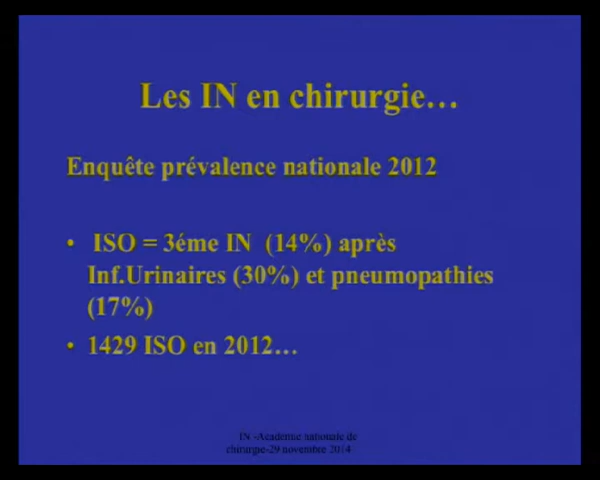 Les IN en chirurgie...
Enquête prévalence nationale 2012
• ISO = 3éme IN (14%) après
Inf.Urinaires (30%) et pneumopathies
(17%)
• 1429 ISO en 2012...
IN -Academie nationale de
chirurgie-29 novembre 2014